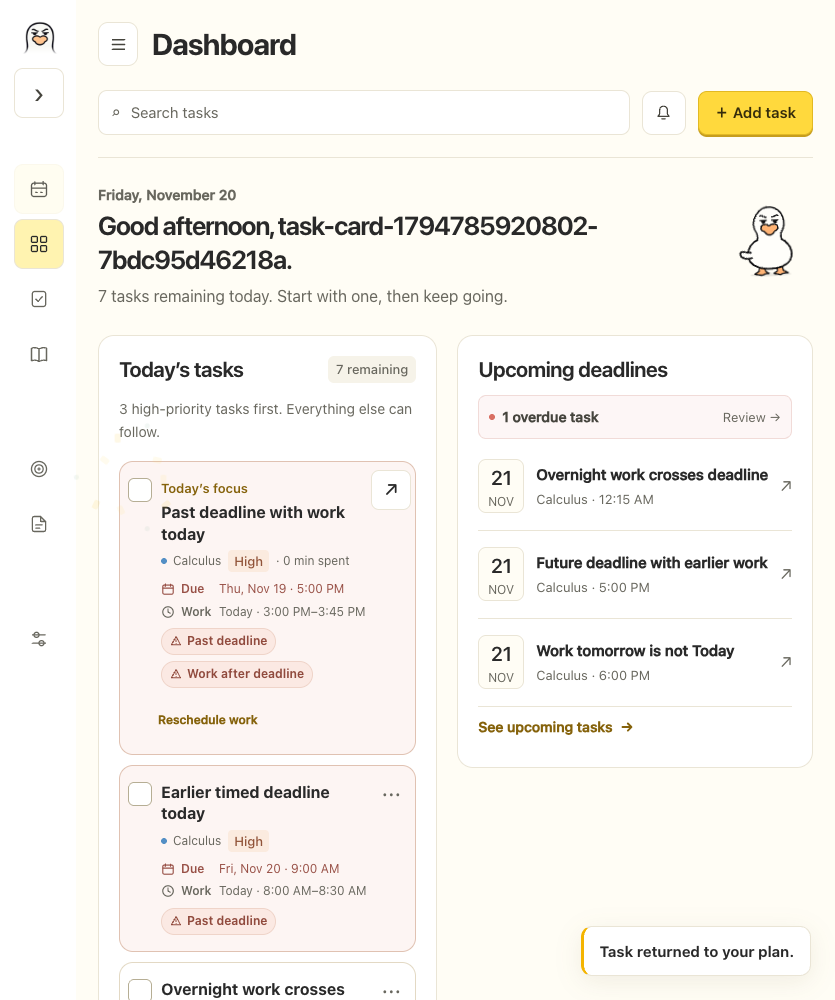 Dashboard
Search tasks
+ Add task
Friday, November 20
Good afternoon, task-card-1794785920802-
7bdc95d46218a.
7 tasks remaining today. Start with one, then keep going.
Today's tasks
7 remaining
3 high-priority tasks first. Everything else can
follow.
Today's focus
Past deadline with work
today
Calculus High · 0 min spent
Due Thu, Nov 19 · 5:00 PM
Work Today · 3:00 PM–3:45 PM
Past deadline
Work after deadline
Reschedule work
Earlier timed deadline
today
Calculus High
Due Fri, Nov 20 · 9:00 AM
Work Today · 8:00 AM–8:30 AM
Past deadline
Overnight work crosses
Upcoming deadlines
1 overdue task
Review →
21
NOV
Overnight work crosses deadline
Calculus · 12:15 AM
21
NOV
Future deadline with earlier work
Calculus · 5:00 PM
21
NOV
Work tomorrow is not Today
Calculus · 6:00 PM
See upcoming tasks →
Task returned to your plan.